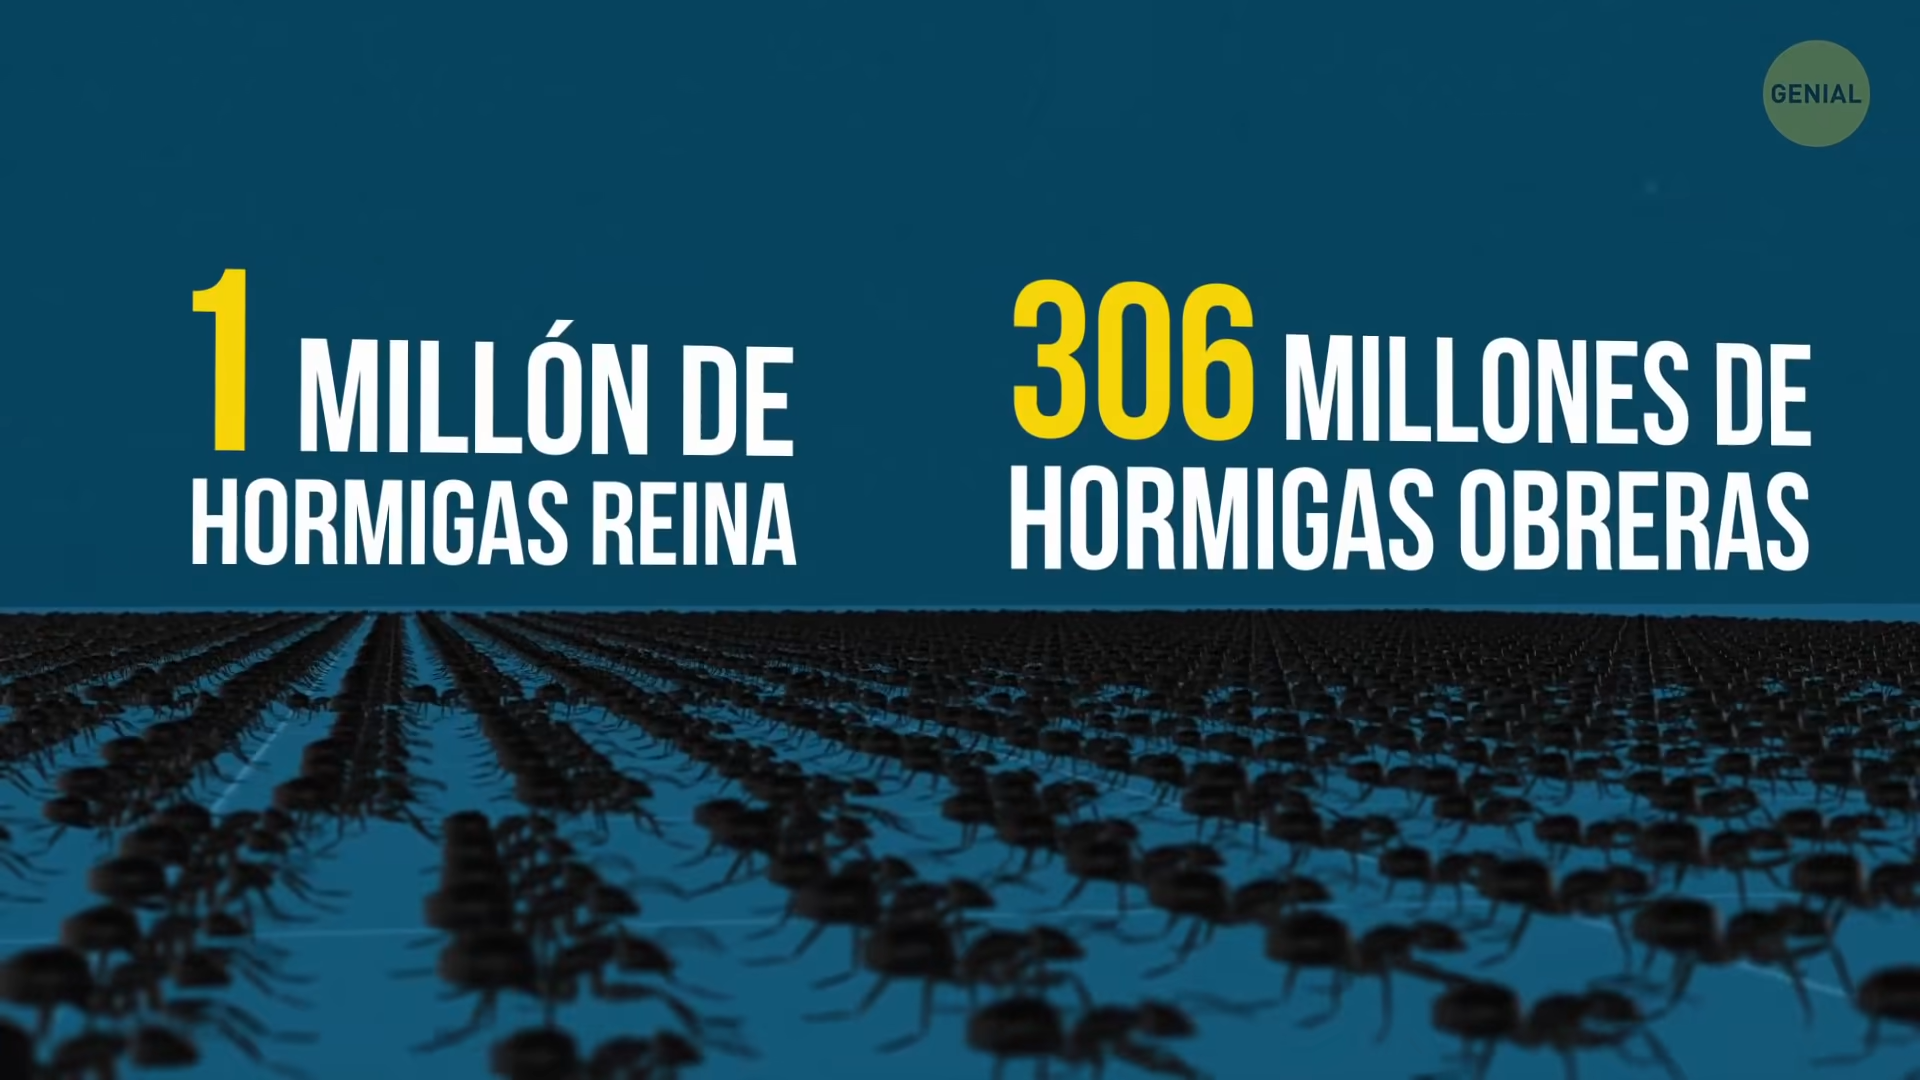 GENIAL
1 MILLÓN DE
HORMIGAS REINA
306 MILLONES DE
HORMIGAS OBRERAS